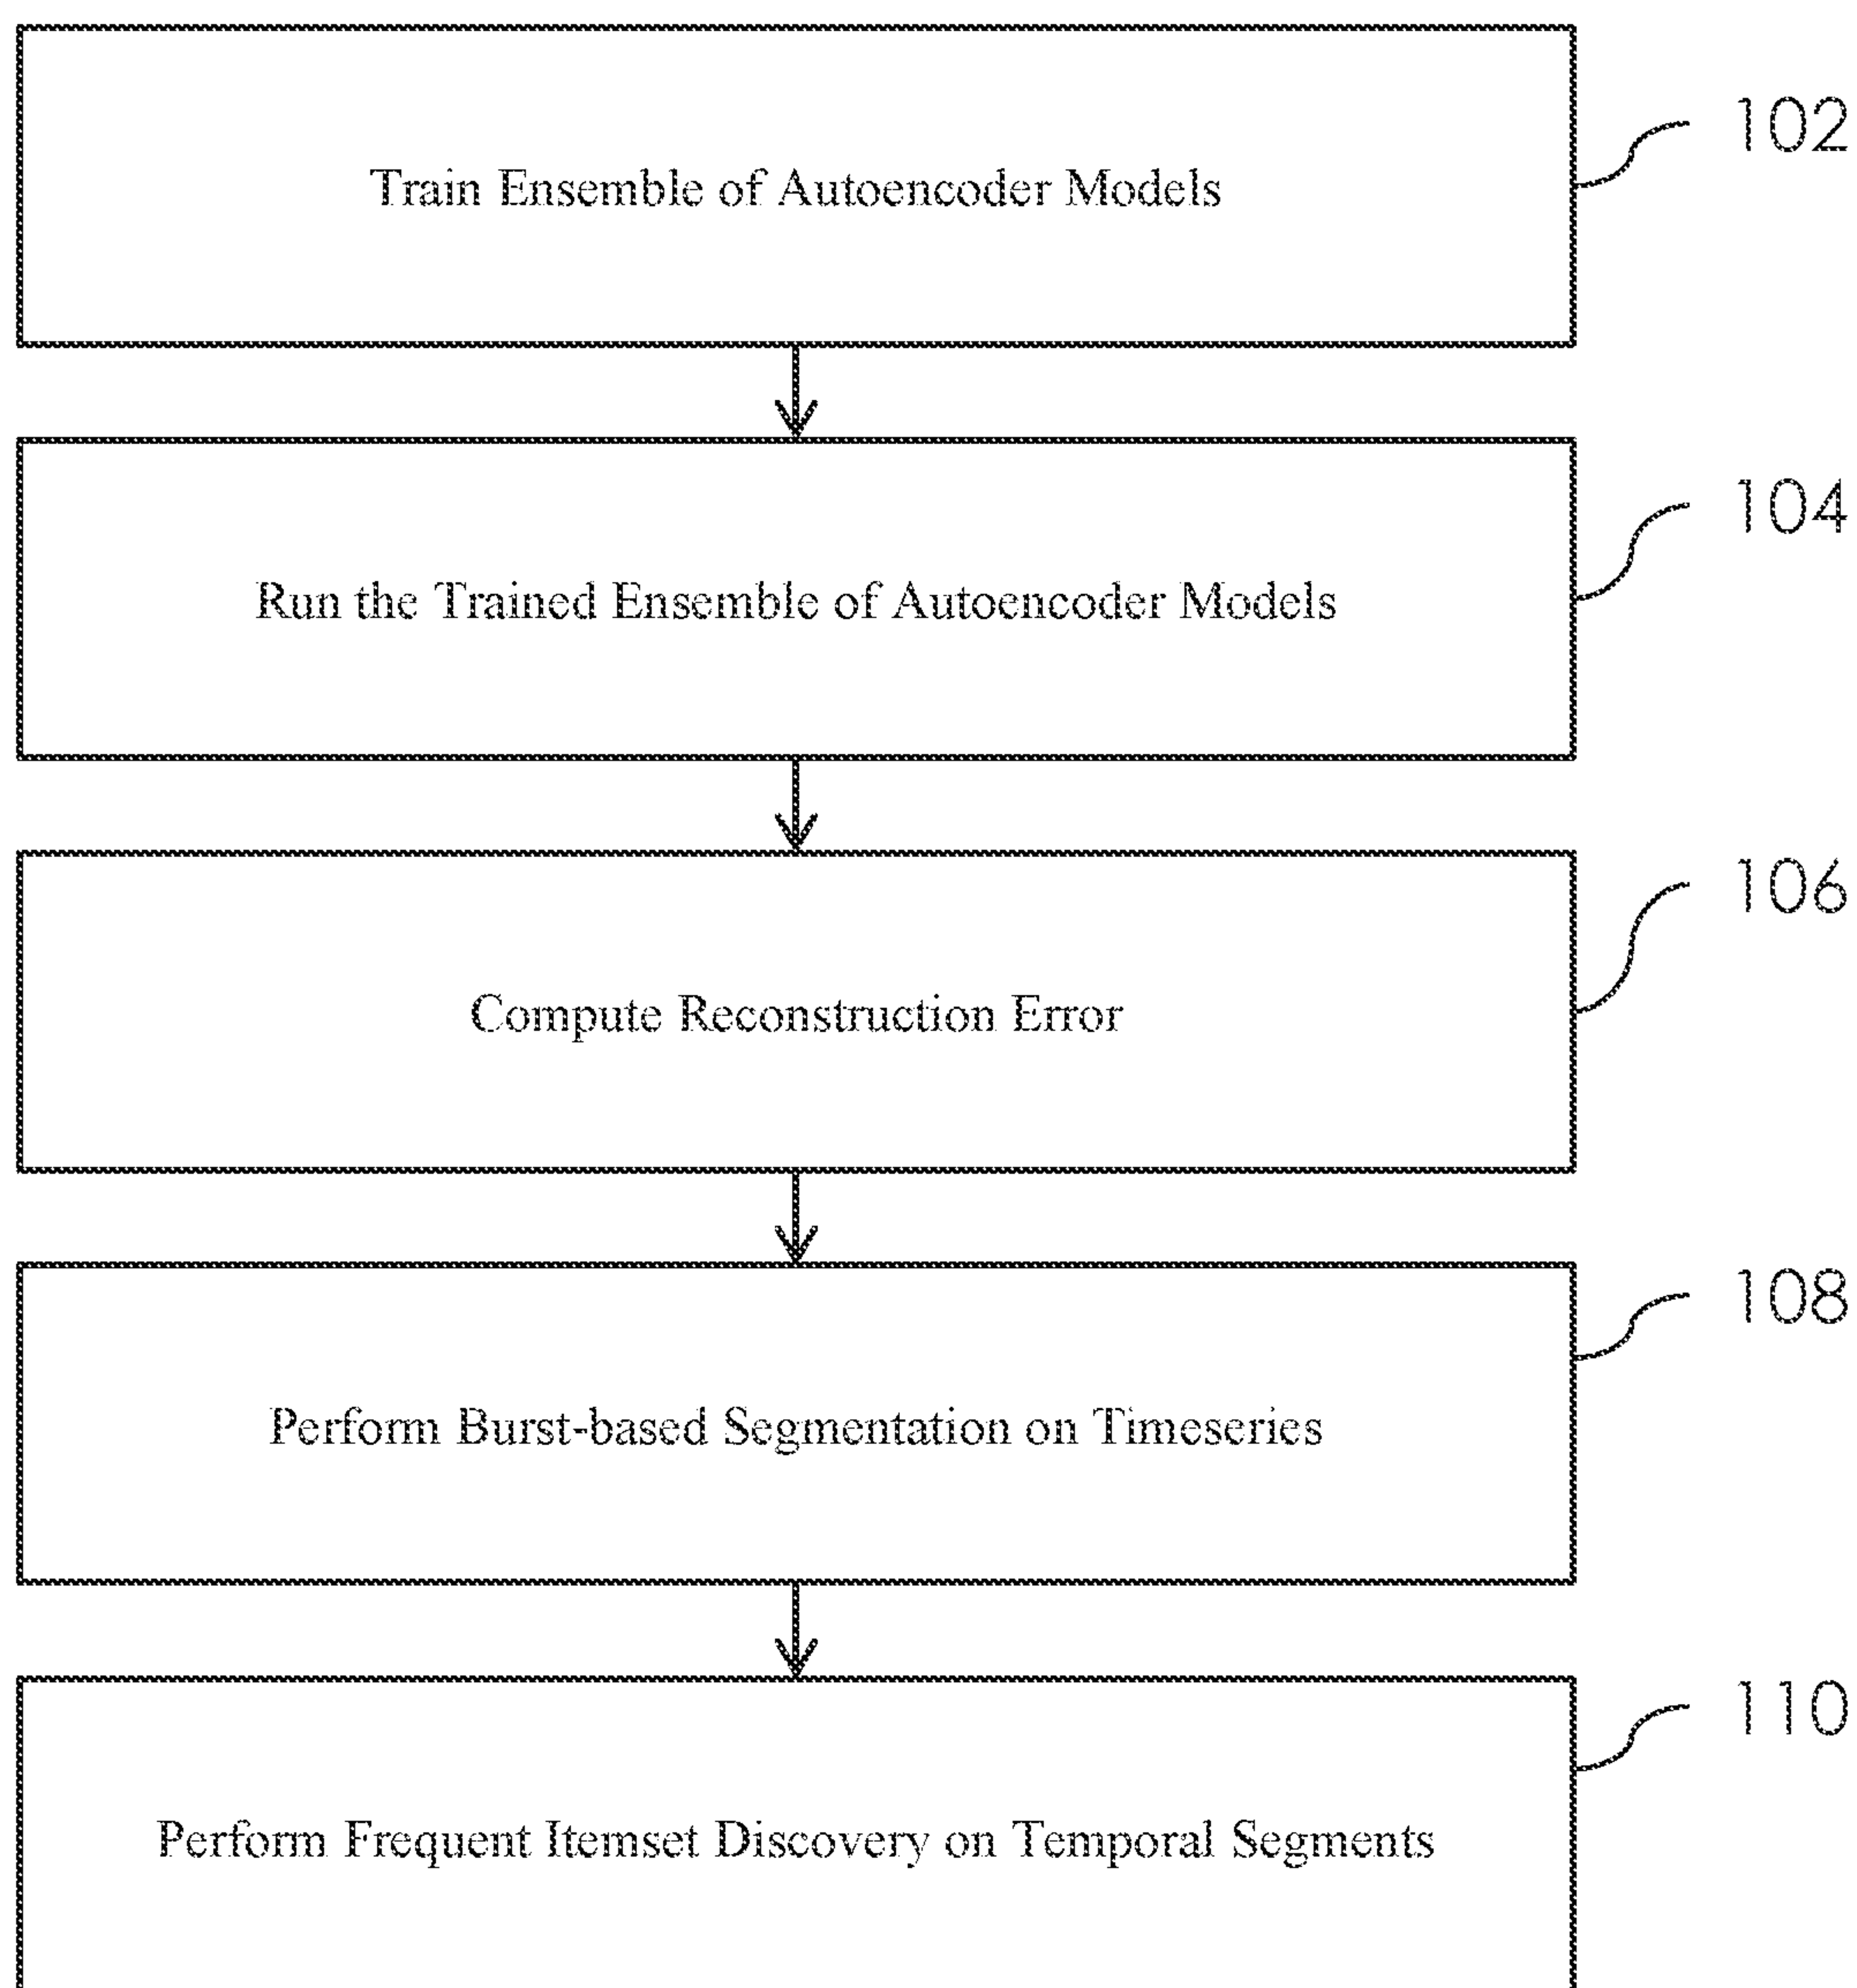 Train Ensemble of Autoencoder Models
102
Run the Trained Ensemble of Autoencoder Models
104
Compute Reconstruction Error
106
Perform Burst-based Segmentation on Timeseries
108
Perform Frequent Itemset Discovery on Temporal Segments
110